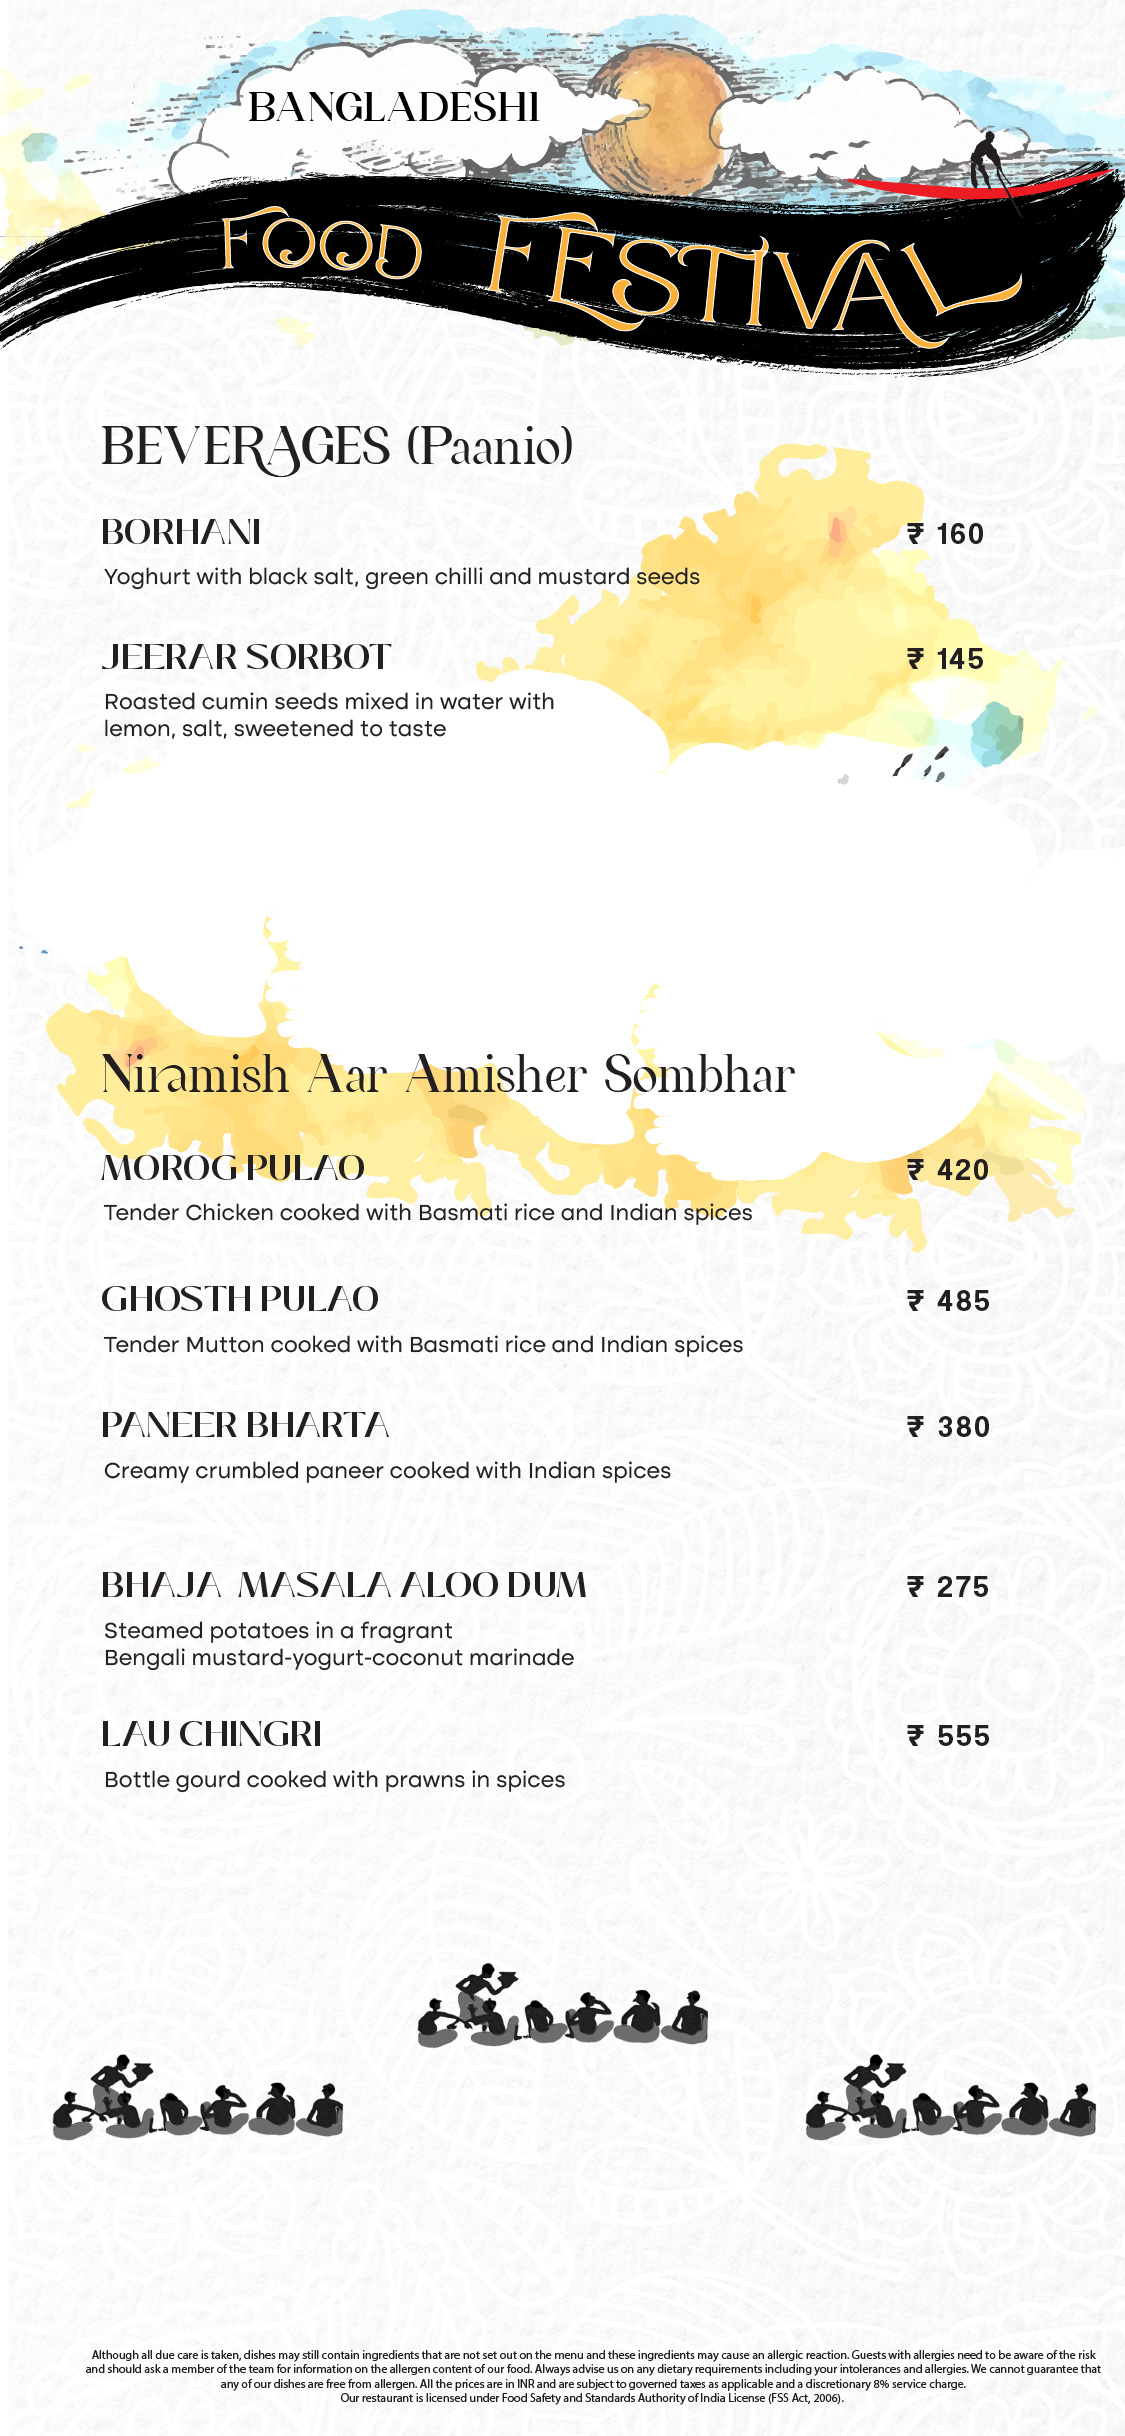 BANGLADESHI
FOOD FESTIVAL
BEVERAGES (Paanio)
BORHANI ₹ 160
Yoghurt with black salt, green chilli and mustard seeds
JEERAR SORBOT ₹ 145
Roasted cumin seeds mixed in water with
lemon, salt, sweetened to taste
Niramish Aar Amisher Sombhar
MOROG PULAO ₹ 420
Tender Chicken cooked with Basmati rice and Indian spices
GHOSTH PULAO ₹ 485
Tender Mutton cooked with Basmati rice and Indian spices
PANEER BHARTA ₹ 380
Creamy crumbled paneer cooked with Indian spices
BHAJA MASALA ALOO DUM ₹ 275
Steamed potatoes in a fragrant
Bengali mustard-yogurt-coconut marinade
LAU CHINGRI ₹ 555
Bottle gourd cooked with prawns in spices
Although all due care is taken, dishes may still contain ingredients that are not set out on the menu and these ingredients may cause an allergic reaction. Guests with allergies need to be aware of the risk
and should ask a member of the team for information on the allergen content of our food. Always advise us on any dietary requirements including your intolerances and allergies. We cannot guarantee that
any of our dishes are free from allergen. All the prices are in INR and are subject to governed taxes as applicable and a discretionary 8% service charge.
Our restaurant is licensed under Food Safety and Standards Authority of India License (FSS Act, 2006).